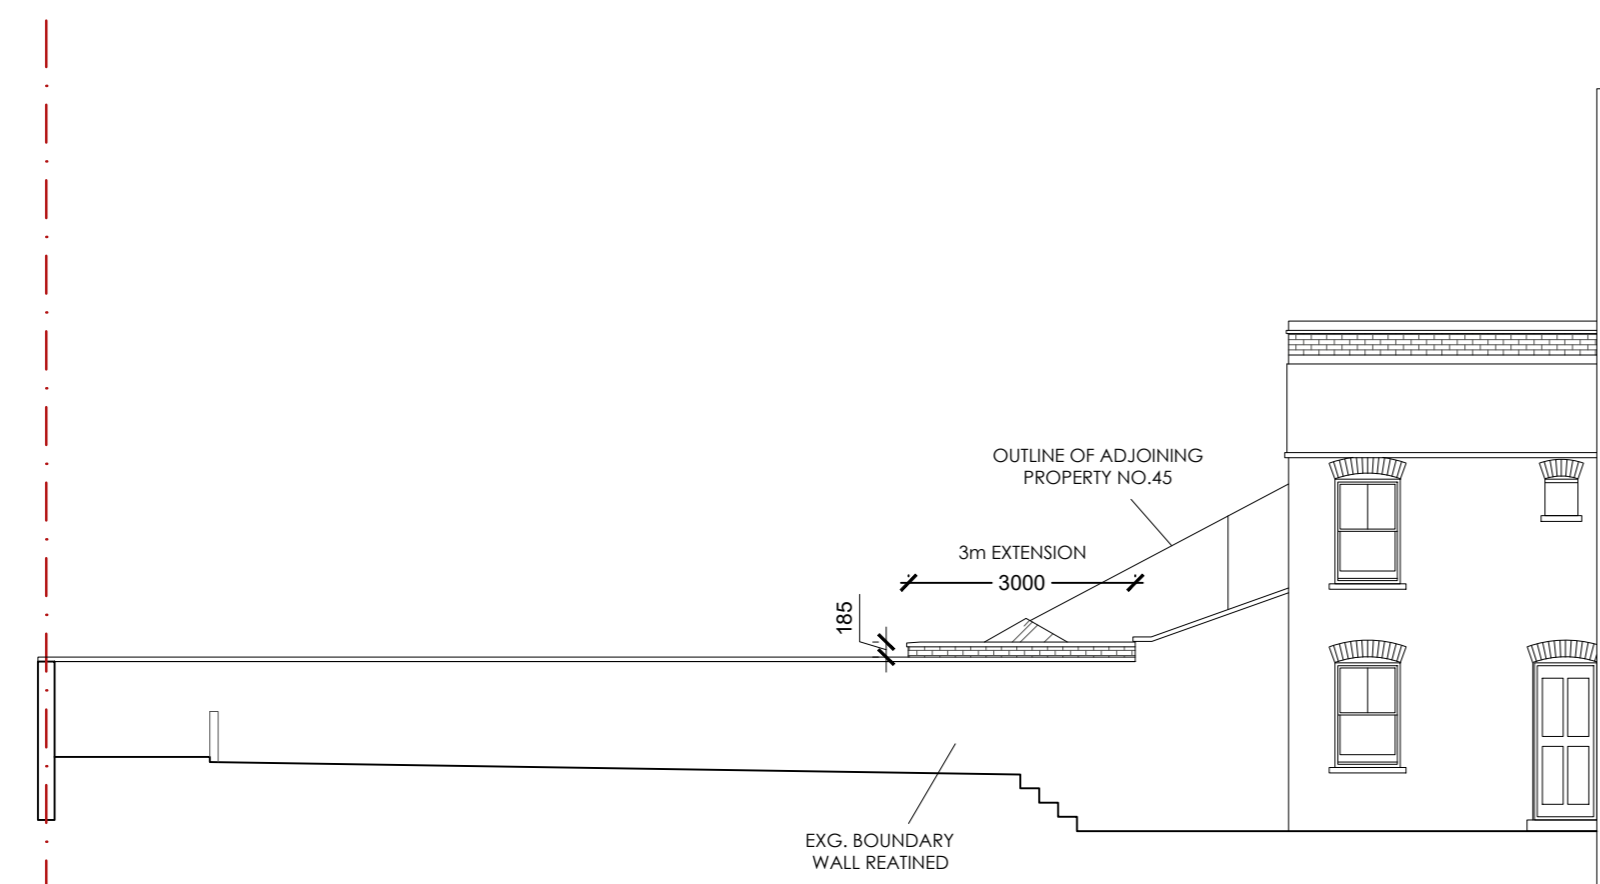 OUTLINE OF ADJOINING
PROPERTY NO.45
3m EXTENSION
3000
185
EXG. BOUNDARY
WALL REATINED